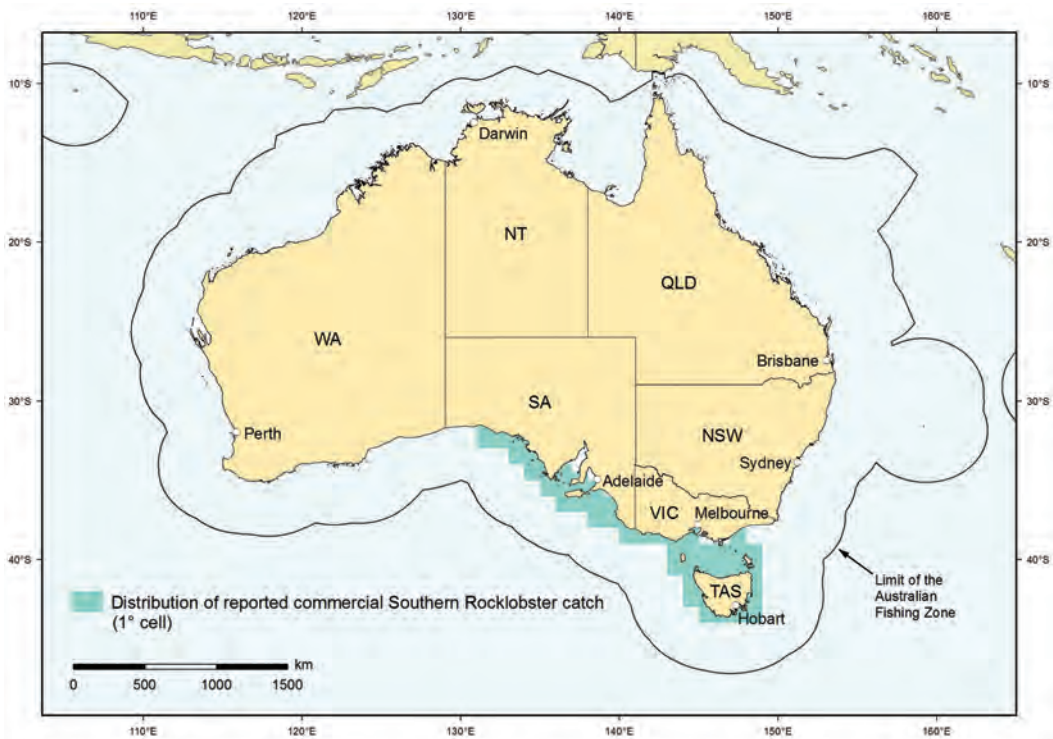 110°E 120°E 130°E 140°E 150°E 160°E
10°S 10°S
Darwin
20°S 20°S
NT
QLD
WA
Brisbane
30°S 30°S
SA
Perth
NSW
Sydney
Adelaide
VIC Melbourne
40°S 40°S
TAS
Hobart
Limit of the
Australian
Fishing Zone
Distribution of reported commercial Southern Rocklobster catch
(1° cell)
km
0 500 1000 1500
110°E 120°E 130°E 140°E 150°E 160°E